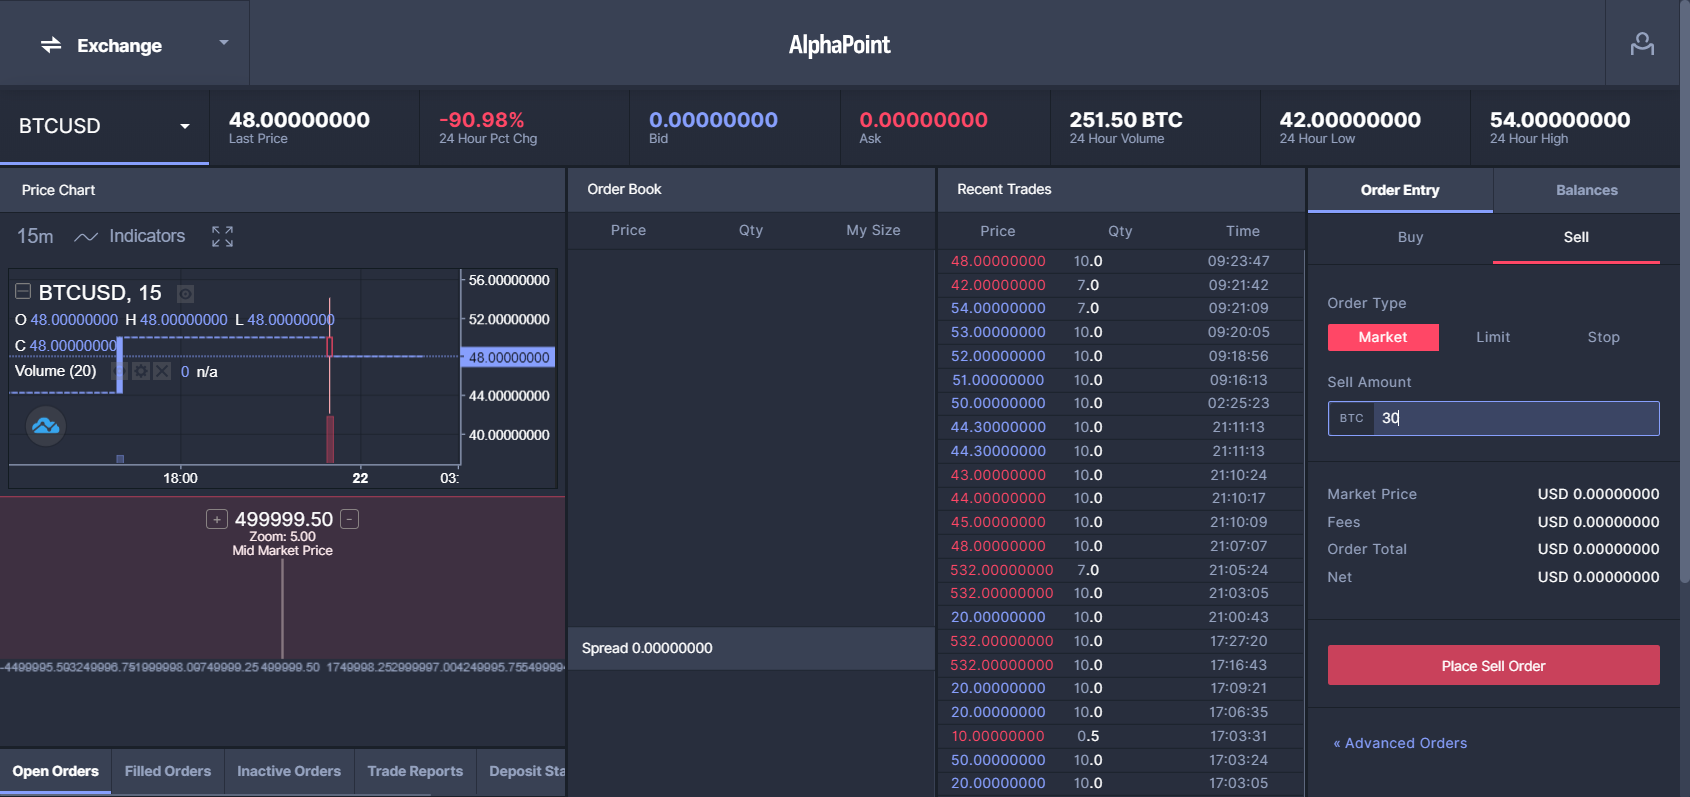 Exchange
AlphaPoint
BTCUSD
48.00000000
Last Price
-90.98%
24 Hour Pct Chg
0.00000000
Bid
0.00000000
Ask
251.50 BTC
24 Hour Volume
42.00000000
24 Hour Low
54.00000000
24 Hour High
Price Chart
15m Indicators
BTCUSD, 15
O 48.00000000 H 48.00000000 L 48.00000000
C 48.00000000
Volume (20) 0 n/a
56.00000000
52.00000000
48.00000000
44.00000000
40.00000000
18:00 22 03:
+ 499999.50 -
Zoom: 5.00
Mid Market Price
499999.50
Open Orders Filled Orders Inactive Orders Trade Reports Deposit Sta
Order Book
Price Qty My Size
Spread 0.00000000
Recent Trades
Price Qty Time
48.00000000 10.0 09:23:47
42.00000000 7.0 09:21:42
54.00000000 7.0 09:21:09
53.00000000 10.0 09:20:05
52.00000000 10.0 09:18:56
51.00000000 10.0 09:16:13
50.00000000 10.0 02:25:23
44.30000000 10.0 21:11:13
44.30000000 10.0 21:11:13
43.00000000 10.0 21:10:24
44.00000000 10.0 21:10:17
45.00000000 10.0 21:10:09
48.00000000 10.0 21:07:07
532.00000000 7.0 21:05:24
532.00000000 10.0 21:03:05
20.00000000 10.0 21:00:43
532.00000000 10.0 17:27:20
532.00000000 10.0 17:16:43
20.00000000 10.0 17:09:21
20.00000000 10.0 17:06:35
10.00000000 0.5 17:03:31
50.00000000 10.0 17:03:24
20.00000000 10.0 17:03:05
Order Entry Balances
Buy Sell
Order Type
Market Limit Stop
Sell Amount
BTC 30
Market Price USD 0.00000000
Fees USD 0.00000000
Order Total USD 0.00000000
Net USD 0.00000000
Place Sell Order
« Advanced Orders